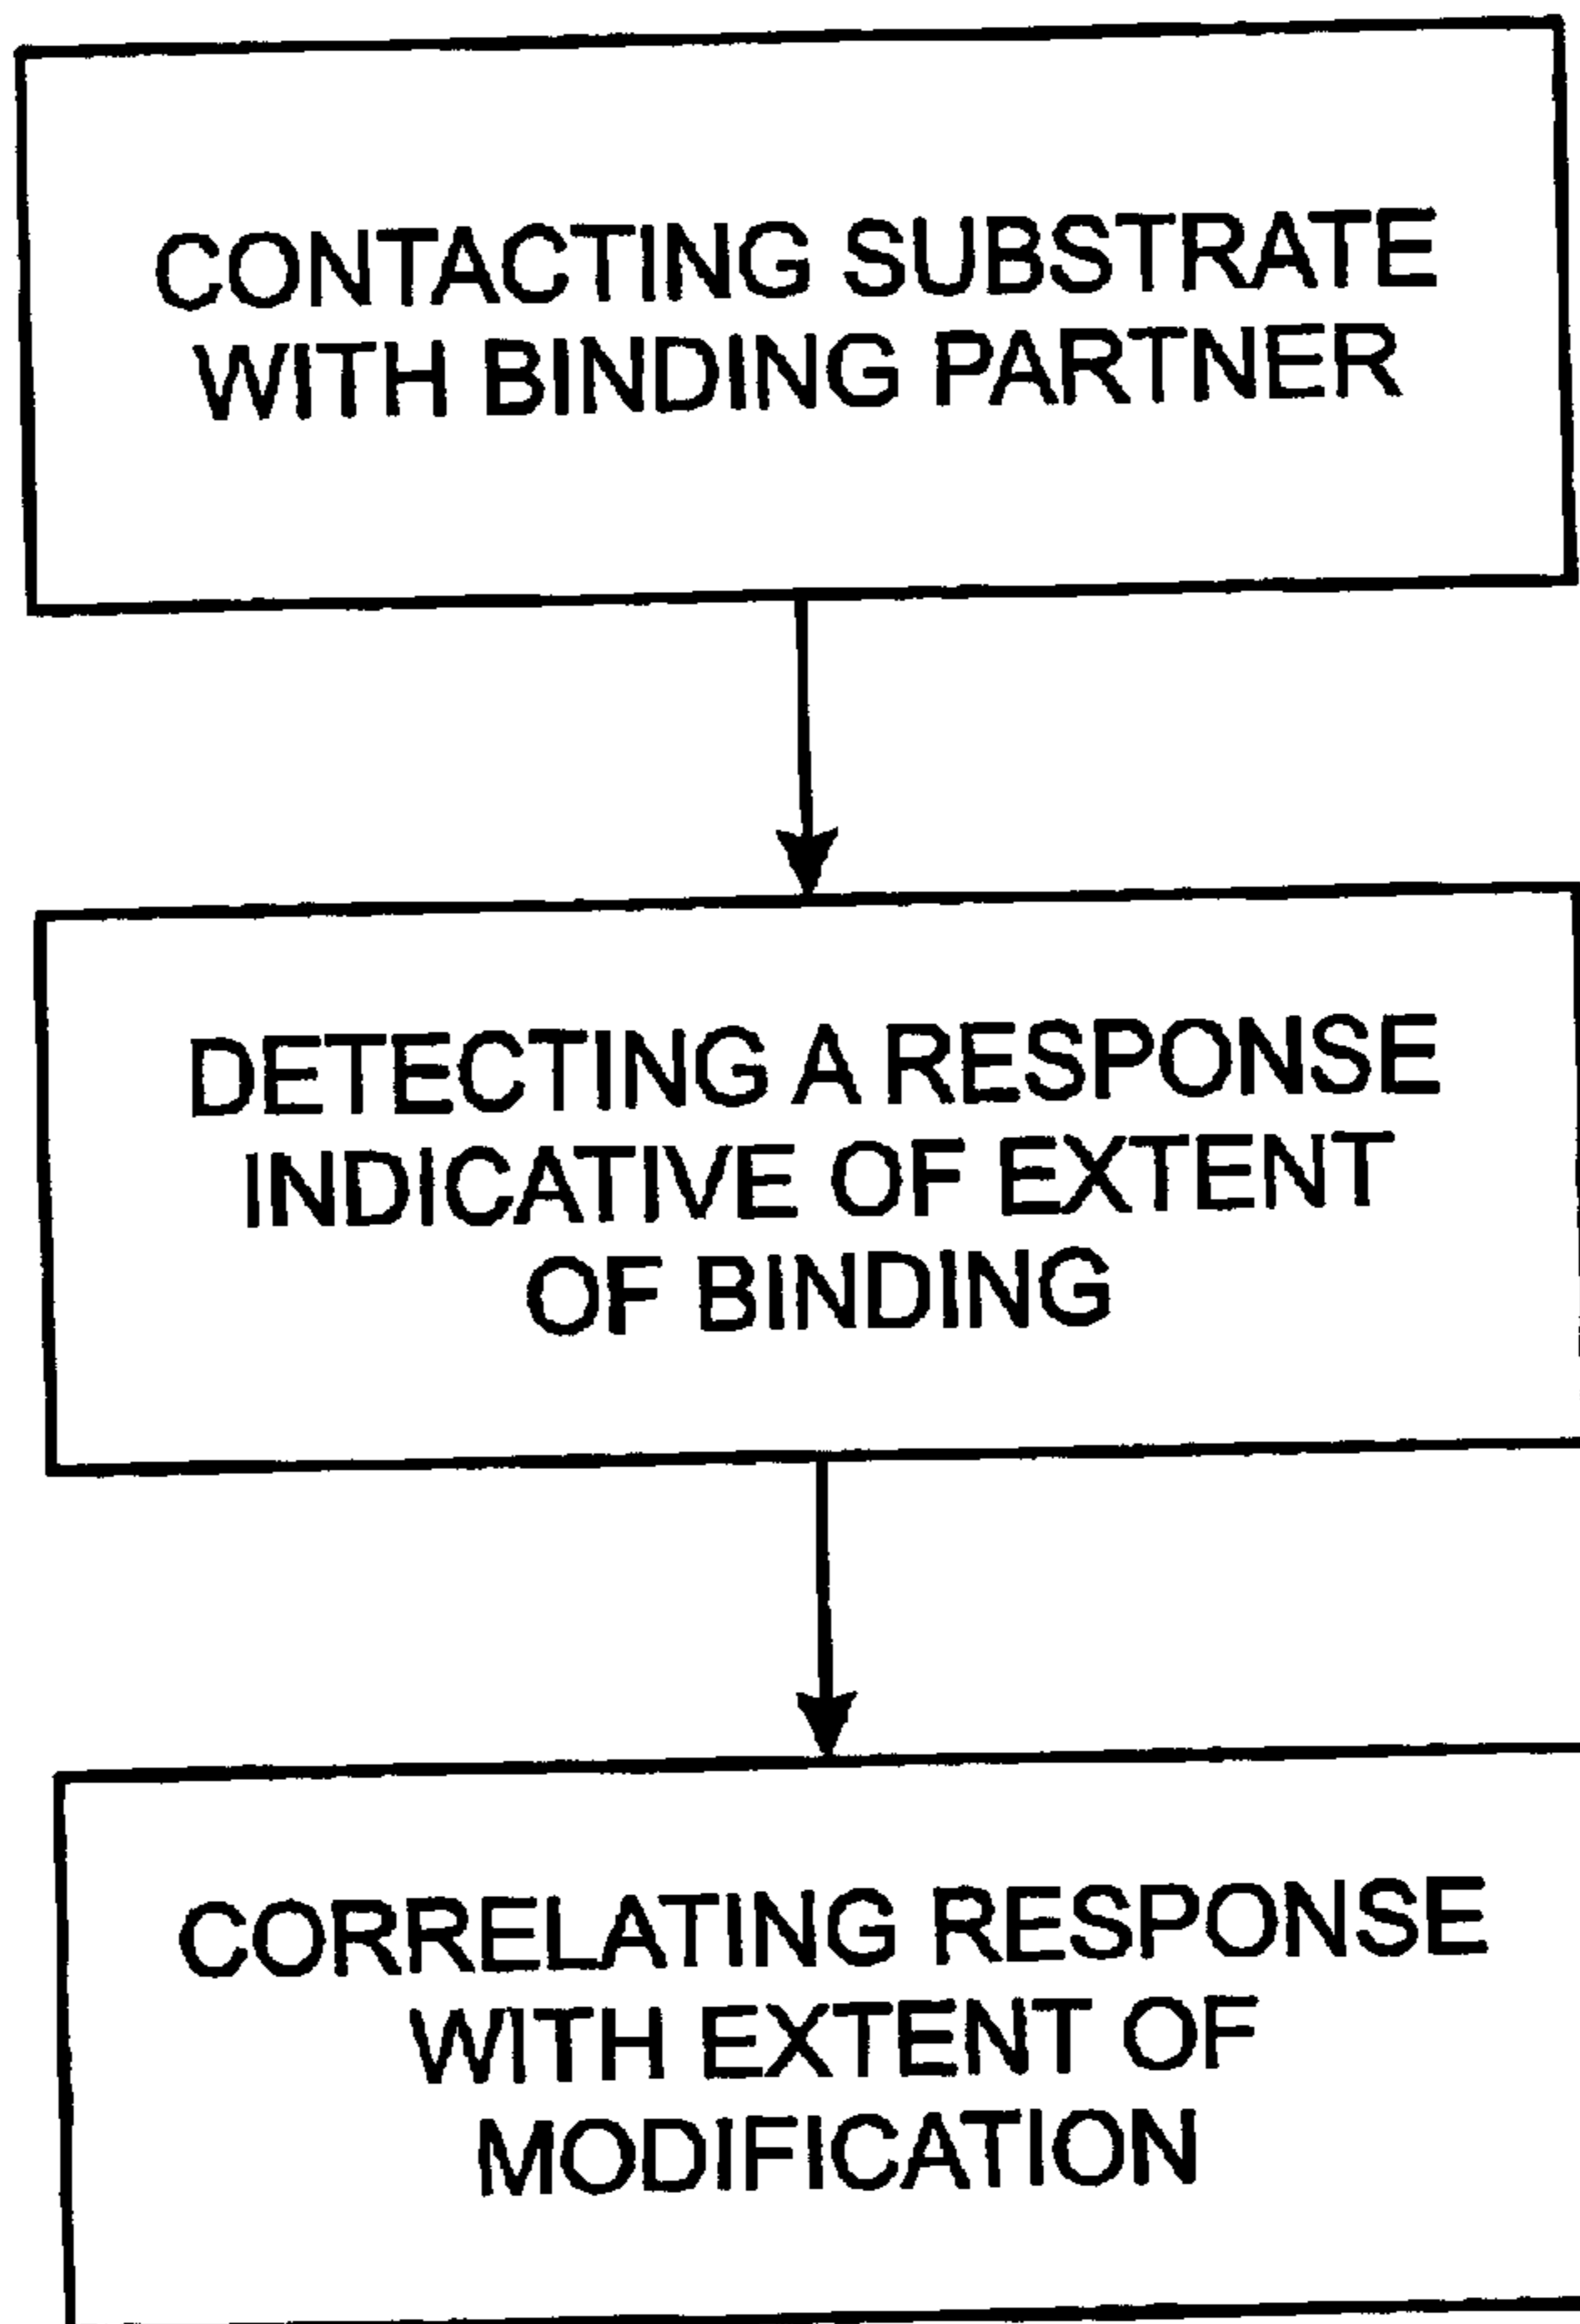 CONTACTING SUBSTRATE
WITH BINDING PARTNER
DETECTING A RESPONSE
INDICATIVE OF EXTENT
OF BINDING
CORRELATING RESPONSE
WITH EXTENT OF
MODIFICATION